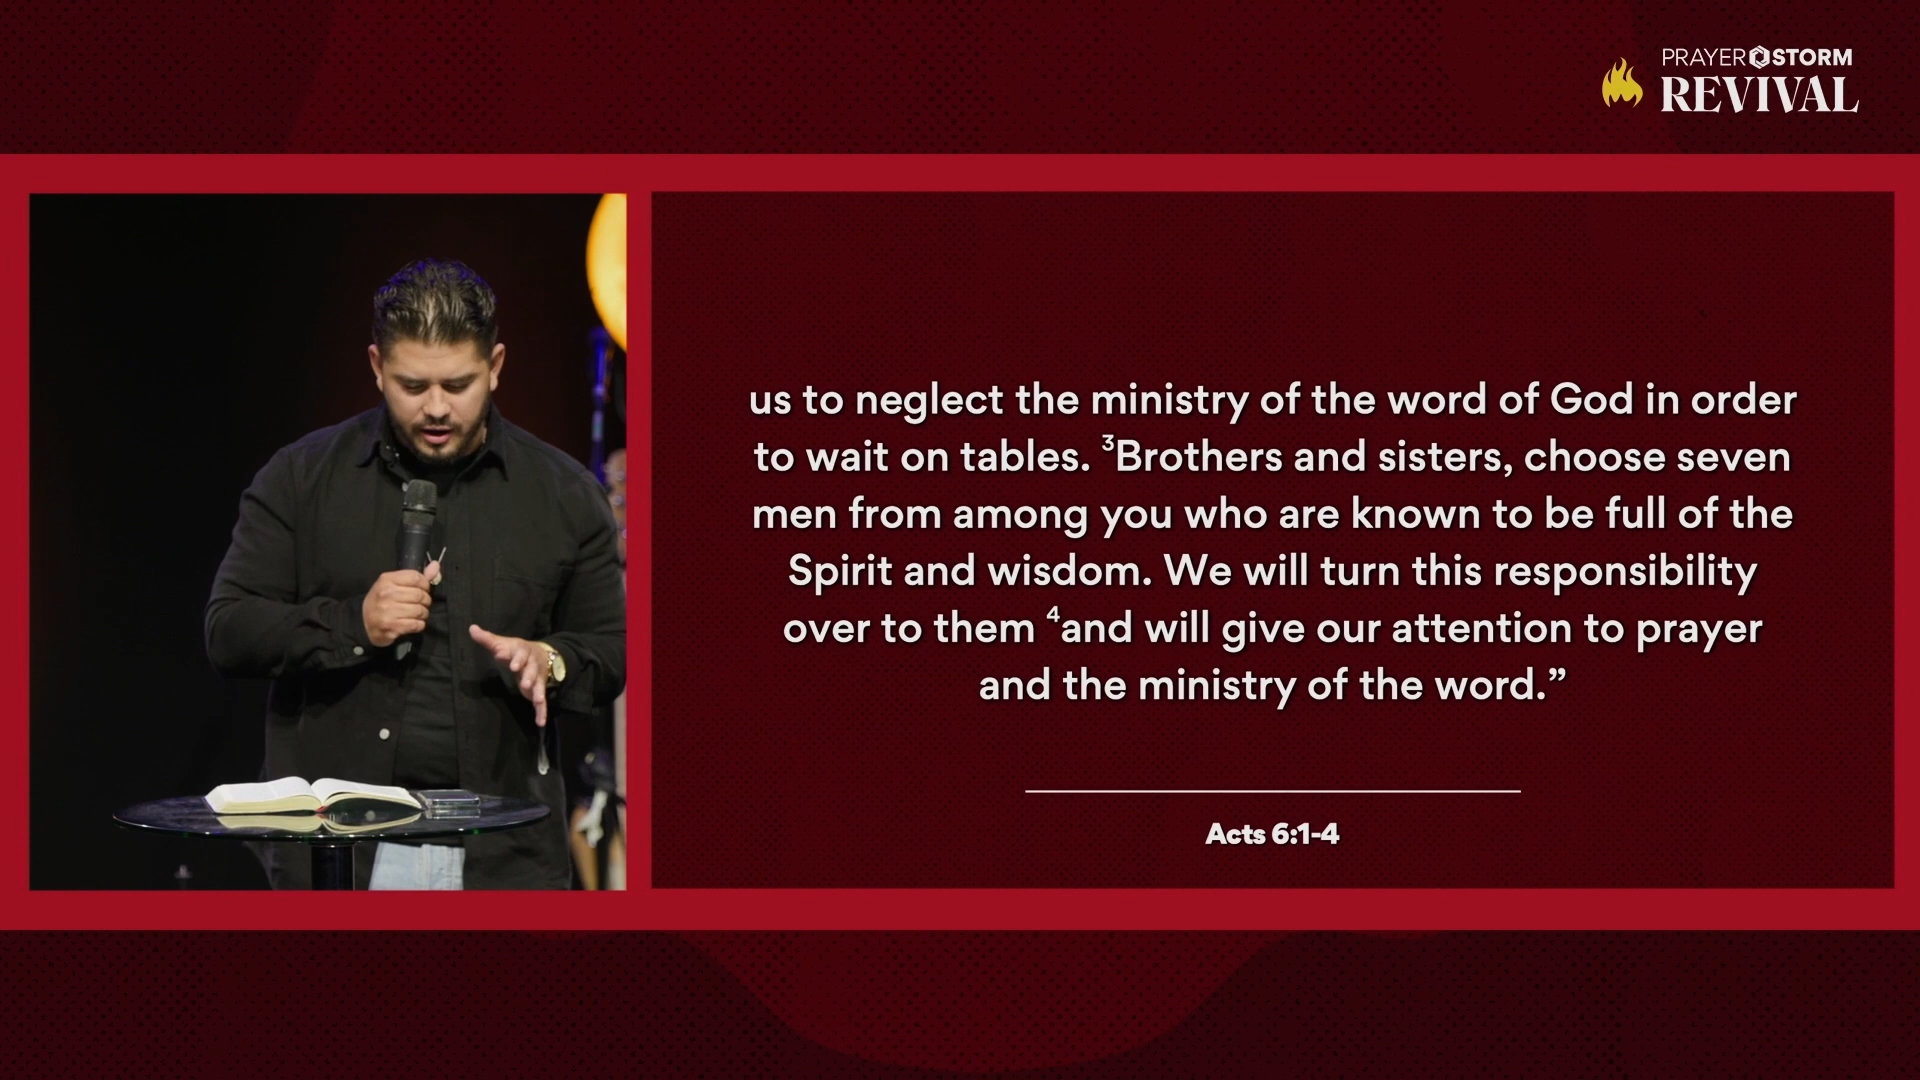 PRAYER STORM
REVIVAL
us to neglect the ministry of the word of God in order
to wait on tables. ³Brothers and sisters, choose seven
men from among you who are known to be full of the
Spirit and wisdom. We will turn this responsibility
over to them ⁴and will give our attention to prayer
and the ministry of the word.”
Acts 6:1-4